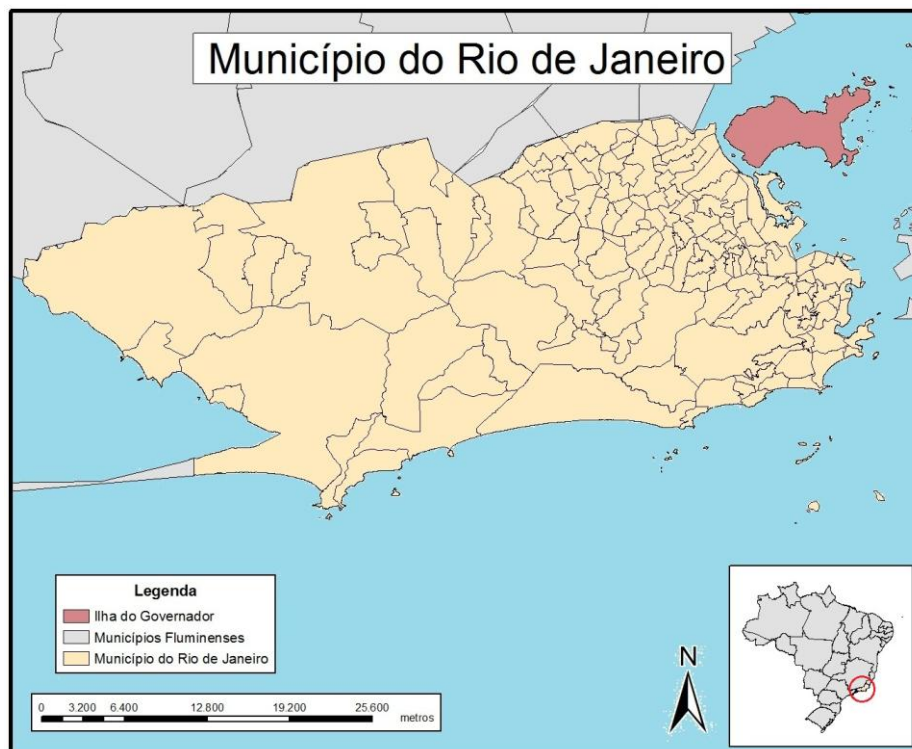 Município do Rio de Janeiro
Legenda
Ilha do Governador
Municípios Fluminenses
Município do Rio de Janeiro
N
0 3.200 6.400 12.800 19.200 25.600
metros